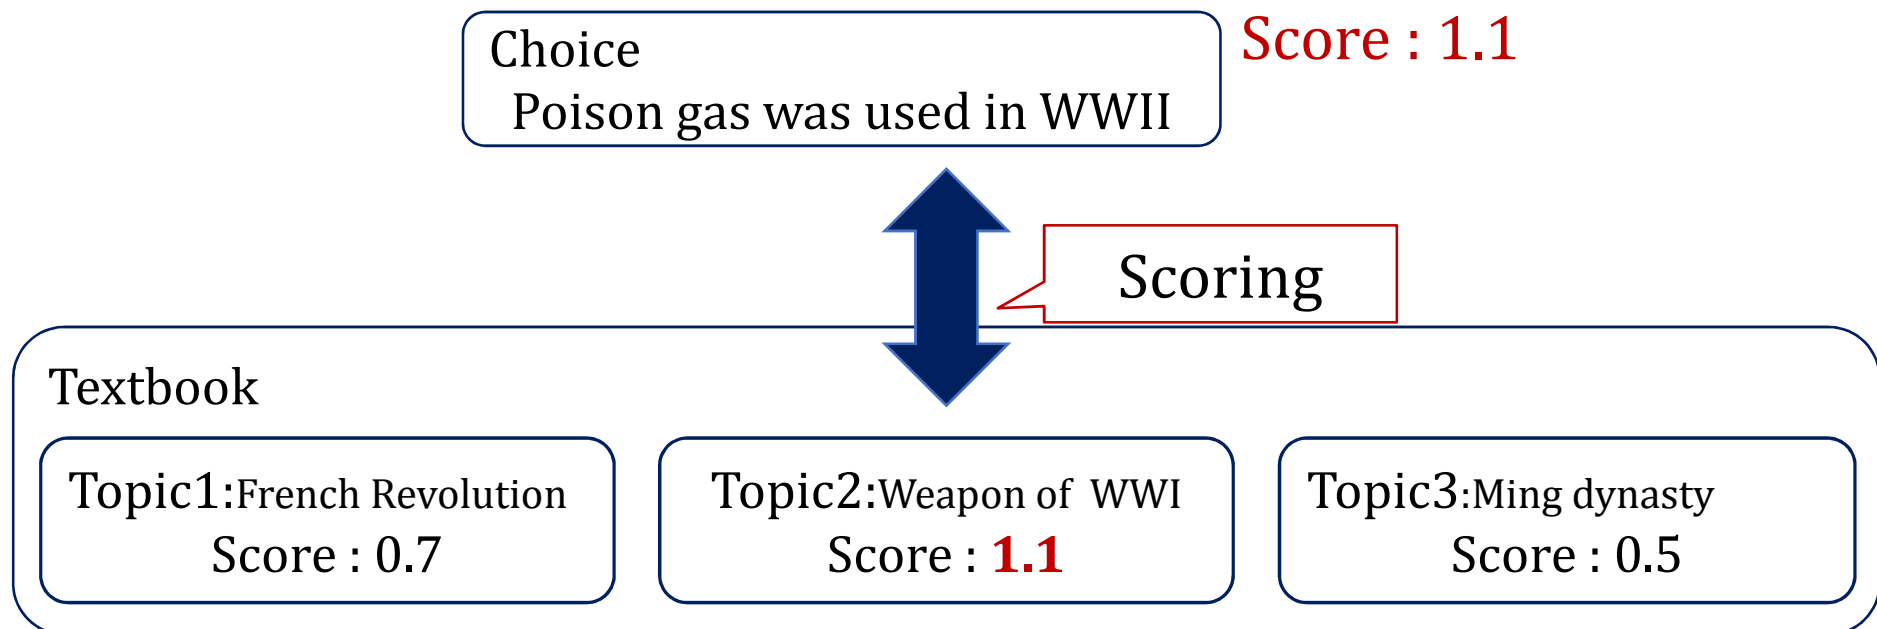 Choice
Poison gas was used in WWII
Score : 1.1
Scoring
Textbook
Topic1:French Revolution
Score : 0.7
Topic2:Weapon of WWI
Score : 1.1
Topic3:Ming dynasty
Score : 0.5